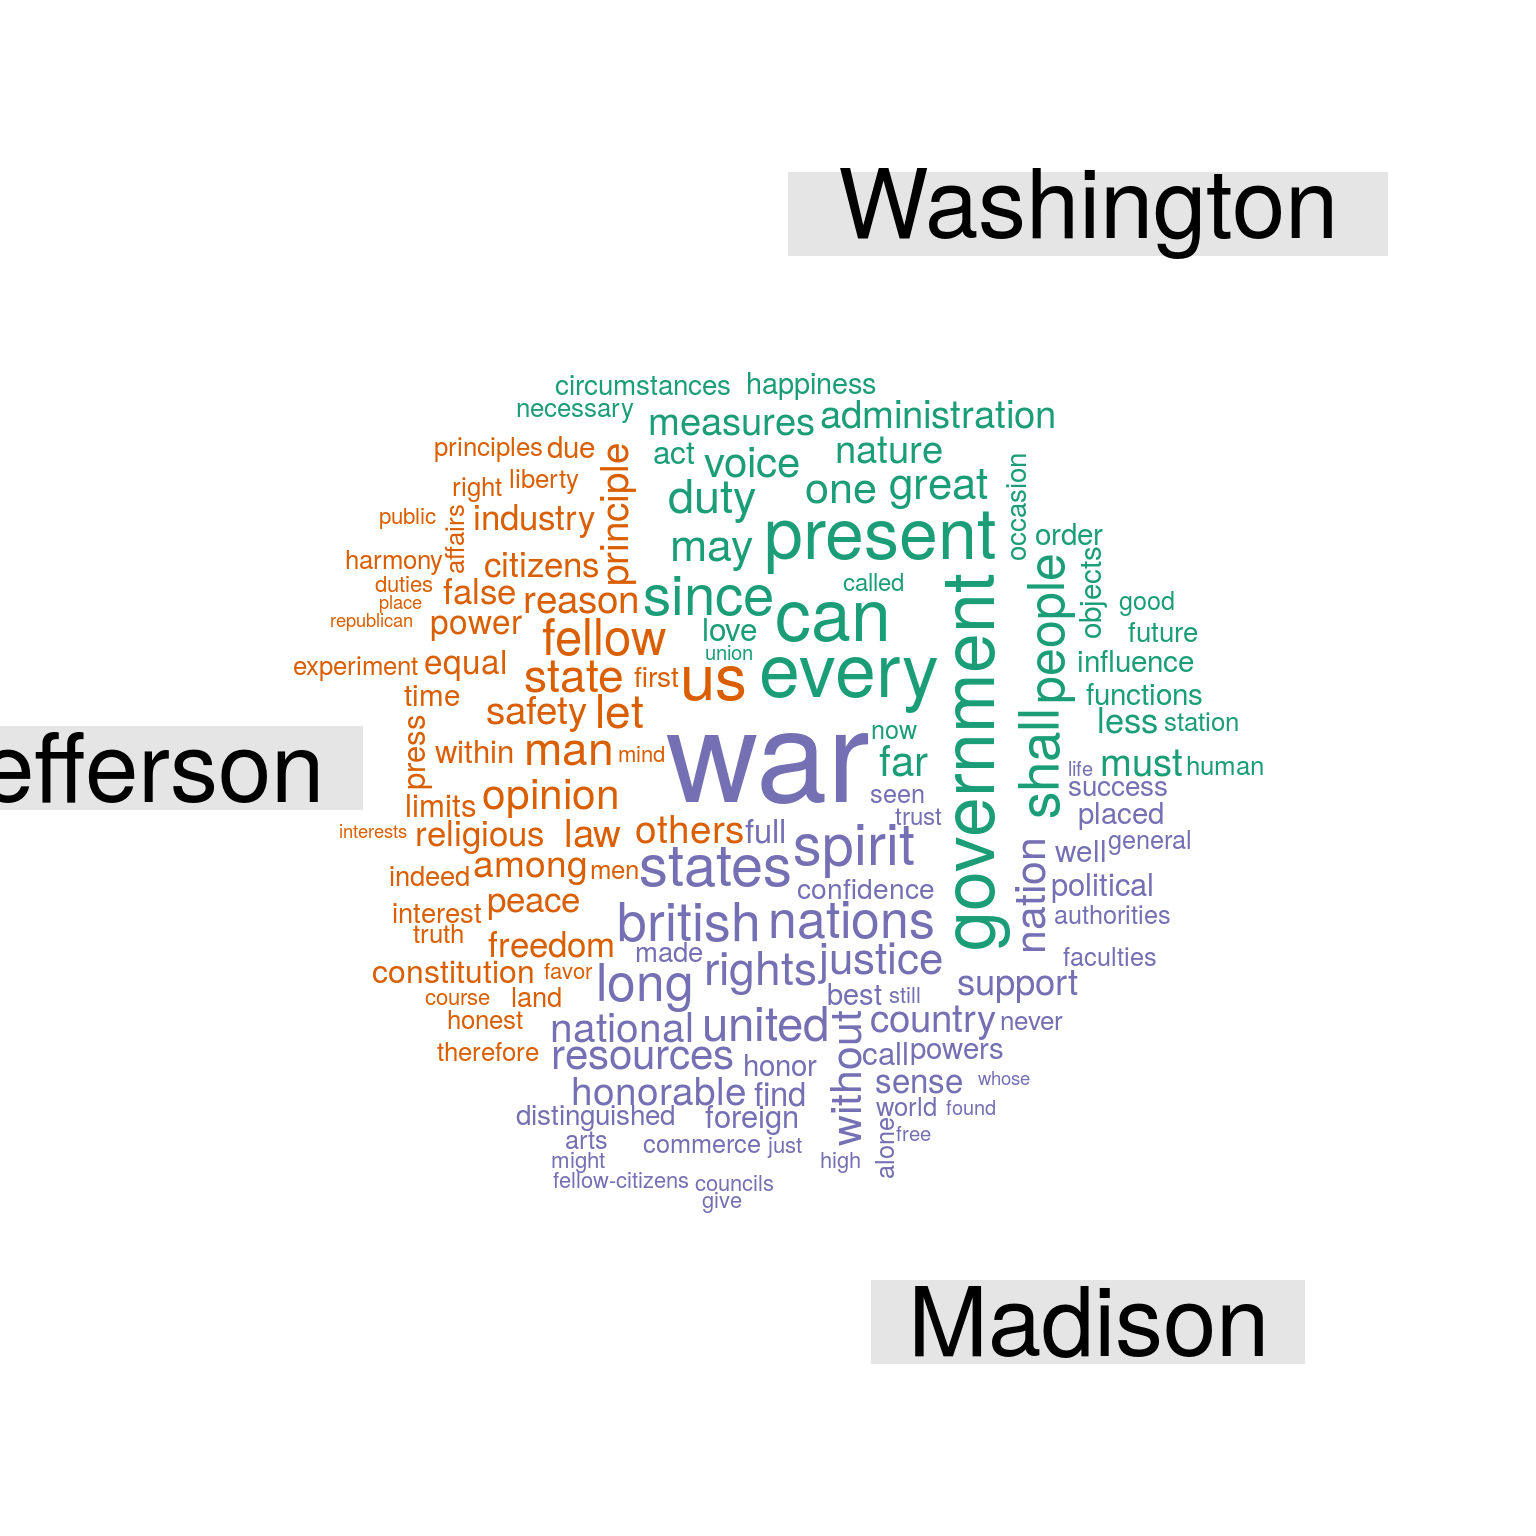 Washington
circumstances happiness
necessary measures administration
principles due principle act voice nature
right liberty duty one great occasion
public affairs industry may present order
harmony citizens since called government people objects
duties false reason can good
place
republican power fellow love future
experiment equal state first us union every influence
time safety let functions
press within man mind war now far shall less station
efferson
limits opinion seen life must human
interests religious law others full trust success
among men states spirit placed
indeed confidence nation well general
interest peace british nations political
truth freedom made authorities
constitution favor long rights justice faculties
course land best still support
honest national united without country never
therefore resources honor call powers
honorable find sense whose
distinguished foreign world found
arts commerce just alone free
might high
fellow-citizens councils
give
Madison